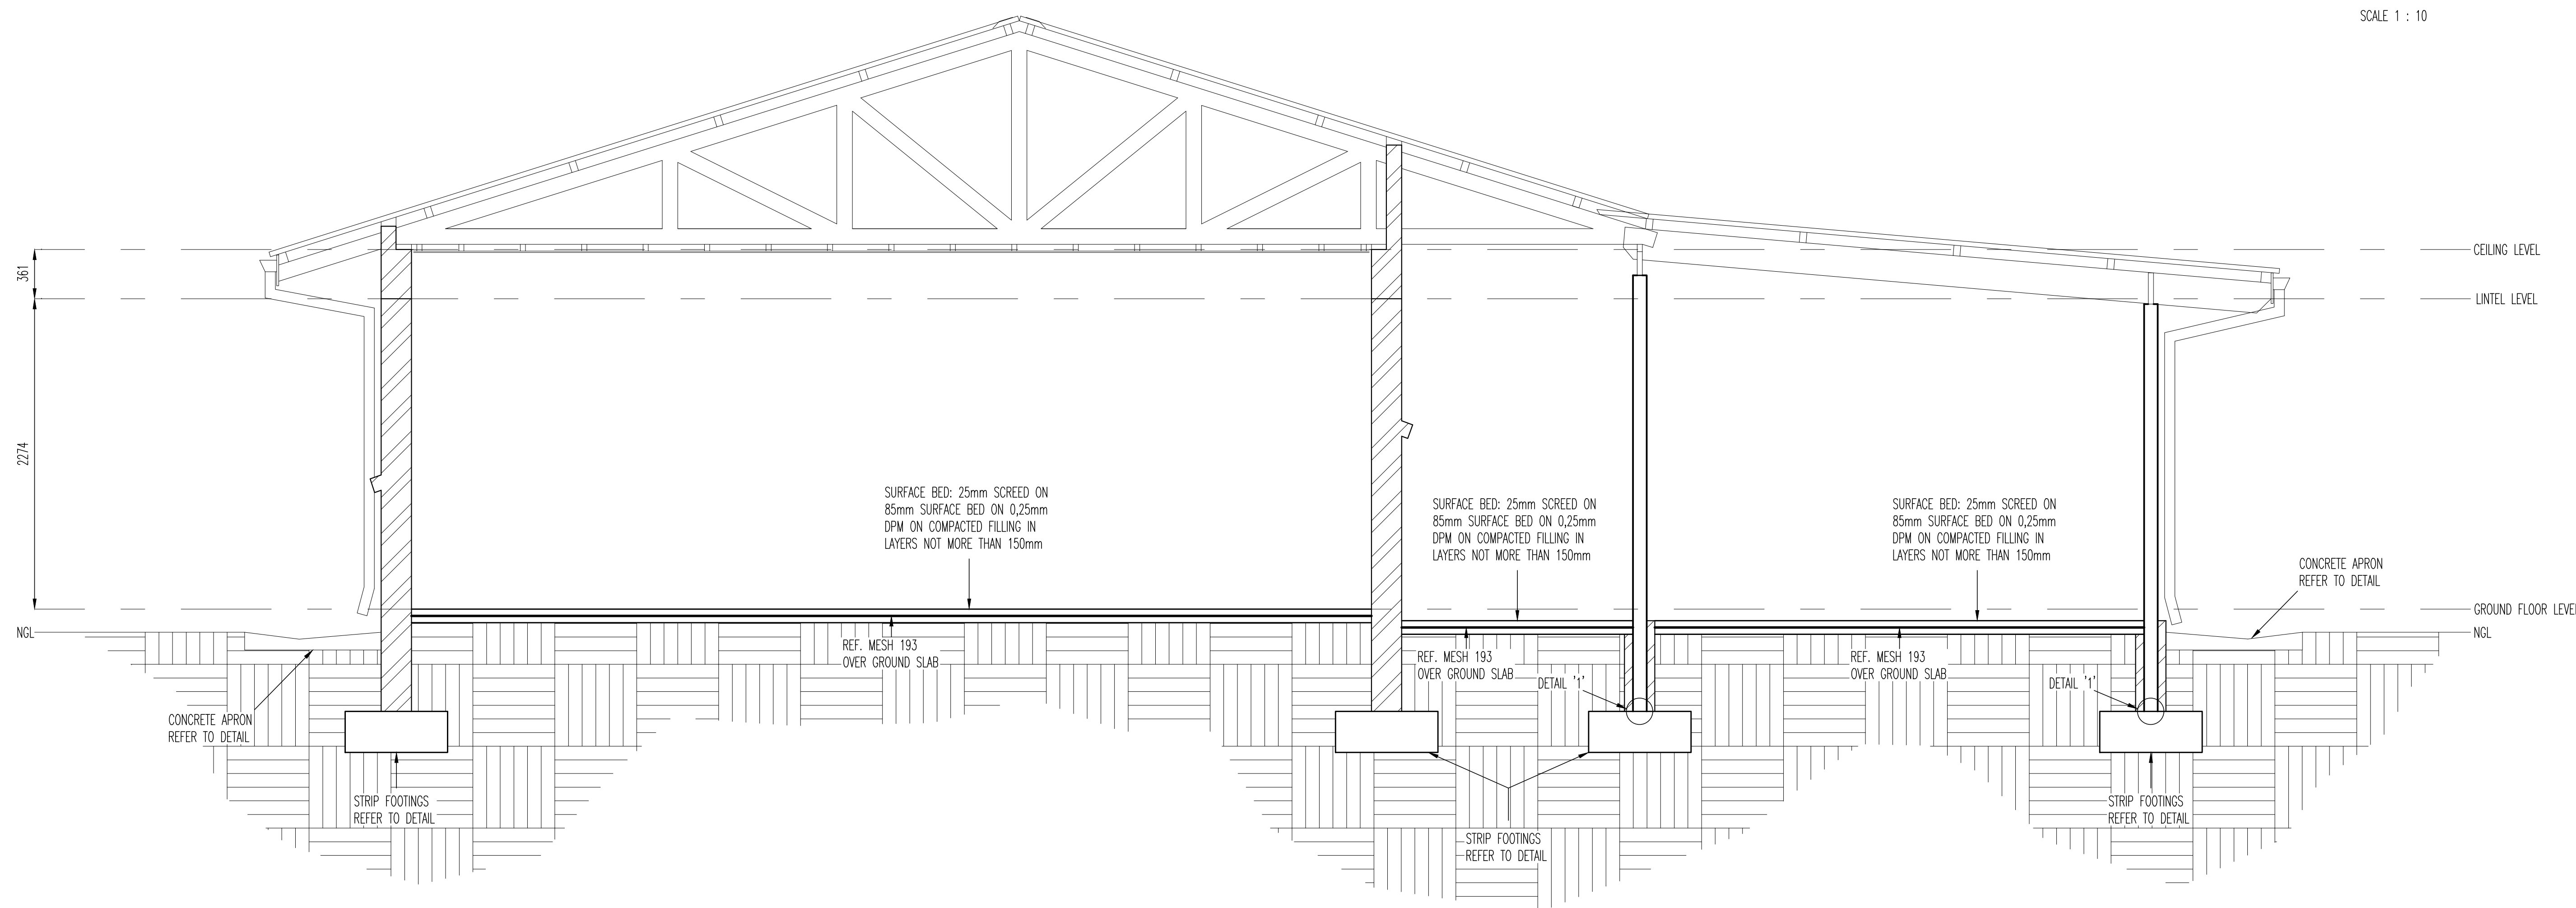 SCALE 1 : 10
361
CEILING LEVEL
LINTEL LEVEL
2274
SURFACE BED: 25mm SCREED ON
85mm SURFACE BED ON 0,25mm
DPM ON COMPACTED FILLING IN
LAYERS NOT MORE THAN 150mm
SURFACE BED: 25mm SCREED ON
85mm SURFACE BED ON 0,25mm
DPM ON COMPACTED FILLING IN
LAYERS NOT MORE THAN 150mm
SURFACE BED: 25mm SCREED ON
85mm SURFACE BED ON 0,25mm
DPM ON COMPACTED FILLING IN
LAYERS NOT MORE THAN 150mm
CONCRETE APRON
REFER TO DETAIL
GROUND FLOOR LEVEL
NGL
NGL
REF. MESH 193
OVER GROUND SLAB
REF. MESH 193
OVER GROUND SLAB
REF. MESH 193
OVER GROUND SLAB
DETAIL '1'
DETAIL '1'
CONCRETE APRON
REFER TO DETAIL
STRIP FOOTINGS
REFER TO DETAIL
STRIP FOOTINGS
REFER TO DETAIL
STRIP FOOTINGS
REFER TO DETAIL